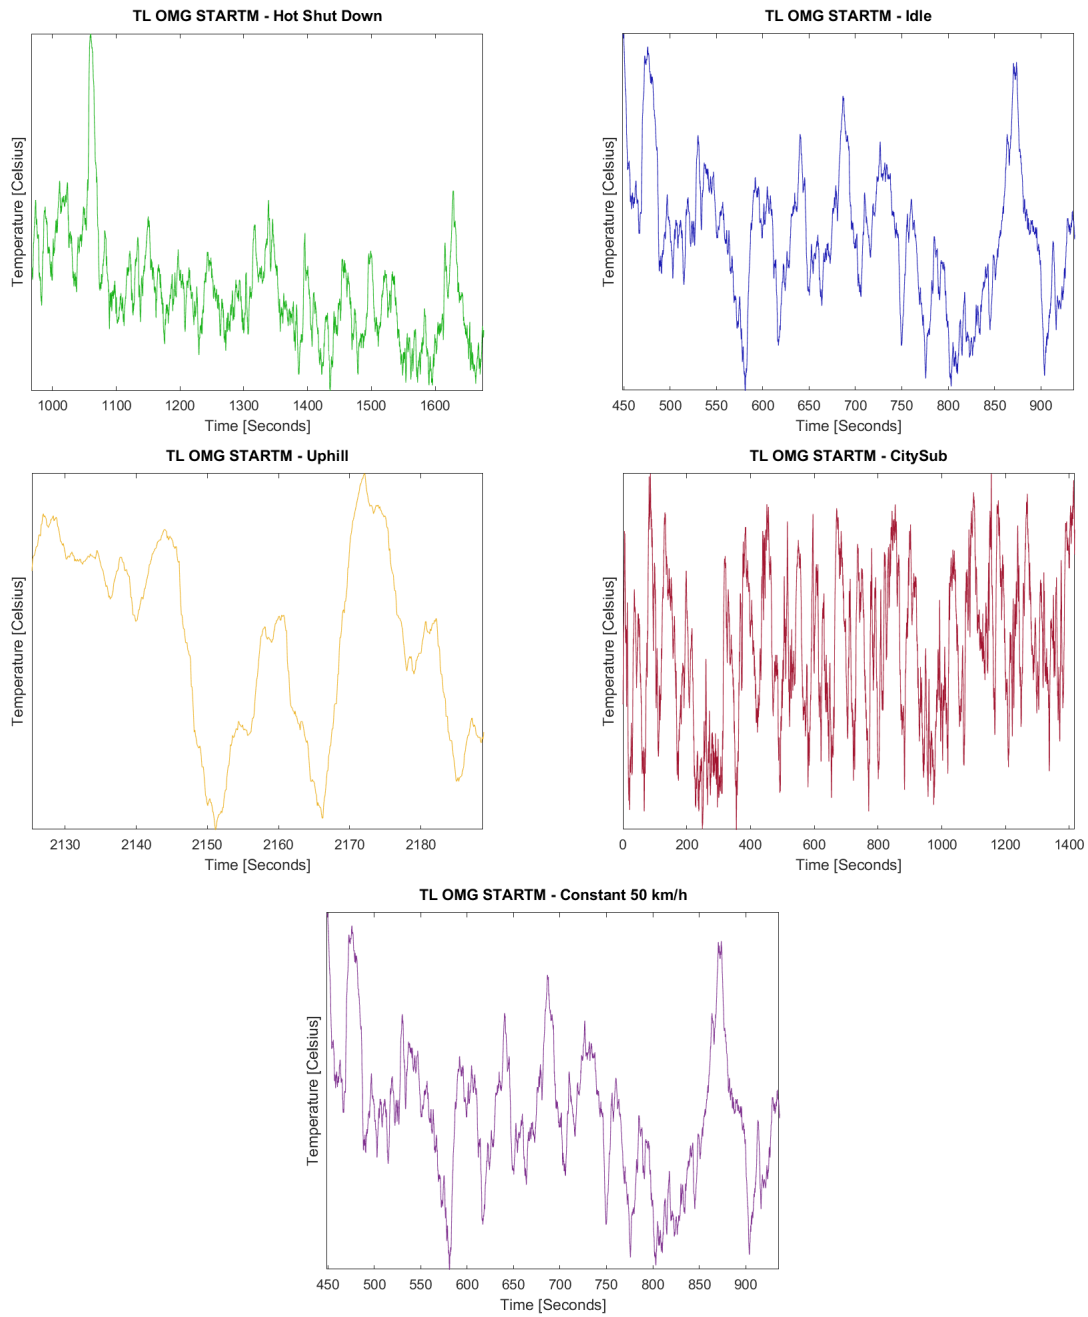 TL OMG STARTM - Hot Shut Down
Temperature [Celsius]
1000 1100 1200 1300 1400 1500 1600
Time [Seconds]
TL OMG STARTM - Idle
Temperature [Celsius]
450 500 550 600 650 700 750 800 850 900
Time [Seconds]
TL OMG STARTM - Uphill
Temperature [Celsius]
2130 2140 2150 2160 2170 2180
Time [Seconds]
TL OMG STARTM - CitySub
Temperature [Celsius]
0 200 400 600 800 1000 1200 1400
Time [Seconds]
TL OMG STARTM - Constant 50 km/h
Temperature [Celsius]
450 500 550 600 650 700 750 800 850 900
Time [Seconds]